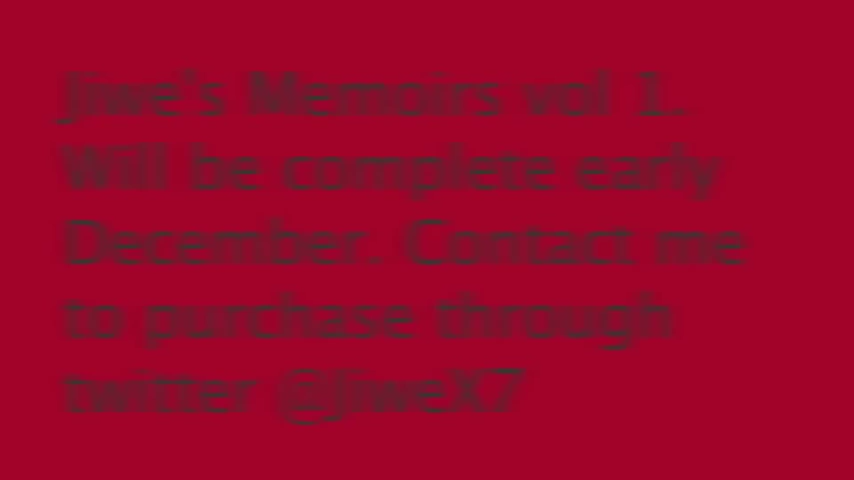 Jiwe's Memoirs vol 1.
Will be complete early
December. Contact me
to purchase through
twitter @JiweX7